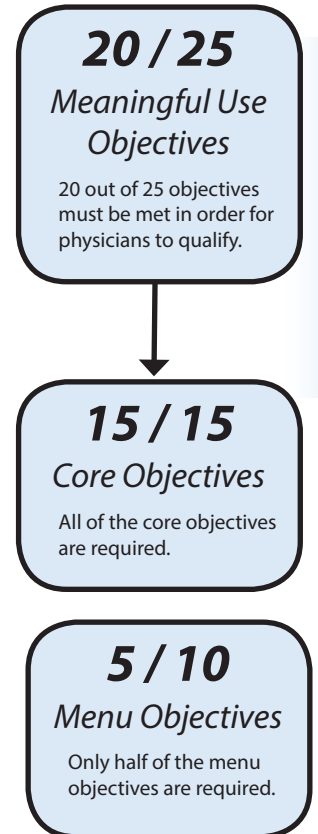 20 / 25
Meaningful Use
Objectives
20 out of 25 objectives
must be met in order for
physicians to qualify.
15 / 15
Core Objectives
All of the core objectives
are required.
5 / 10
Menu Objectives
Only half of the menu
objectives are required.